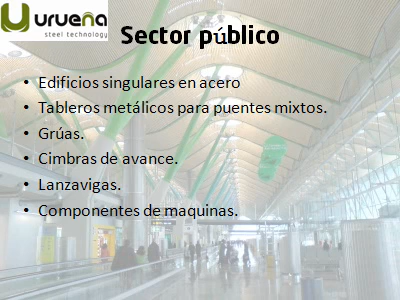 urueña
steel technology
Sector público
• Edificios singulares en acero
• Tableros metálicos para puentes mixtos.
• Grúas.
• Cimbras de avance.
• Lanzavigas.
• Componentes de maquinas.